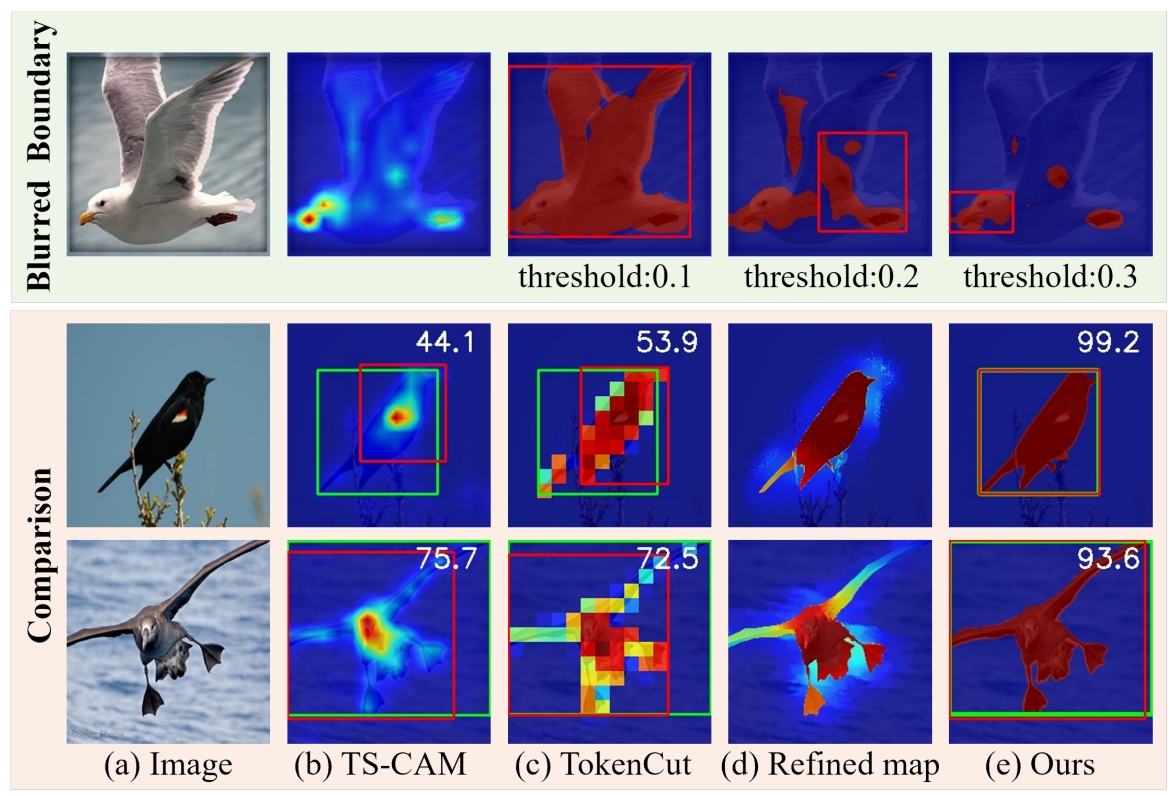 Blurred Boundary
threshold:0.1 threshold:0.2 threshold:0.3
Comparison
44.1 53.9 99.2
75.7 72.5 93.6
(a) Image (b) TS-CAM (c) TokenCut (d) Refined map (e) Ours